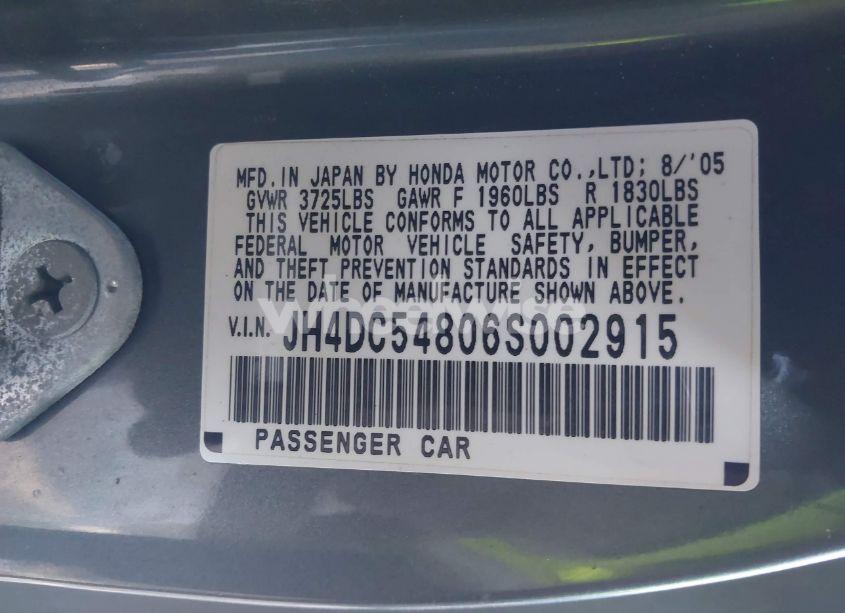 MFD. IN JAPAN BY HONDA MOTOR CO.,LTD; 8/'05
GVWR 3725LBS GAWR F 1960LBS R 1830LBS
THIS VEHICLE CONFORMS TO ALL APPLICABLE
FEDERAL MOTOR VEHICLE SAFETY, BUMPER,
AND THEFT PREVENTION STANDARDS IN EFFECT
ON THE DATE OF MANUFACTURE SHOWN ABOVE.
V.I.N. JH4DC54806S002915
PASSENGER CAR